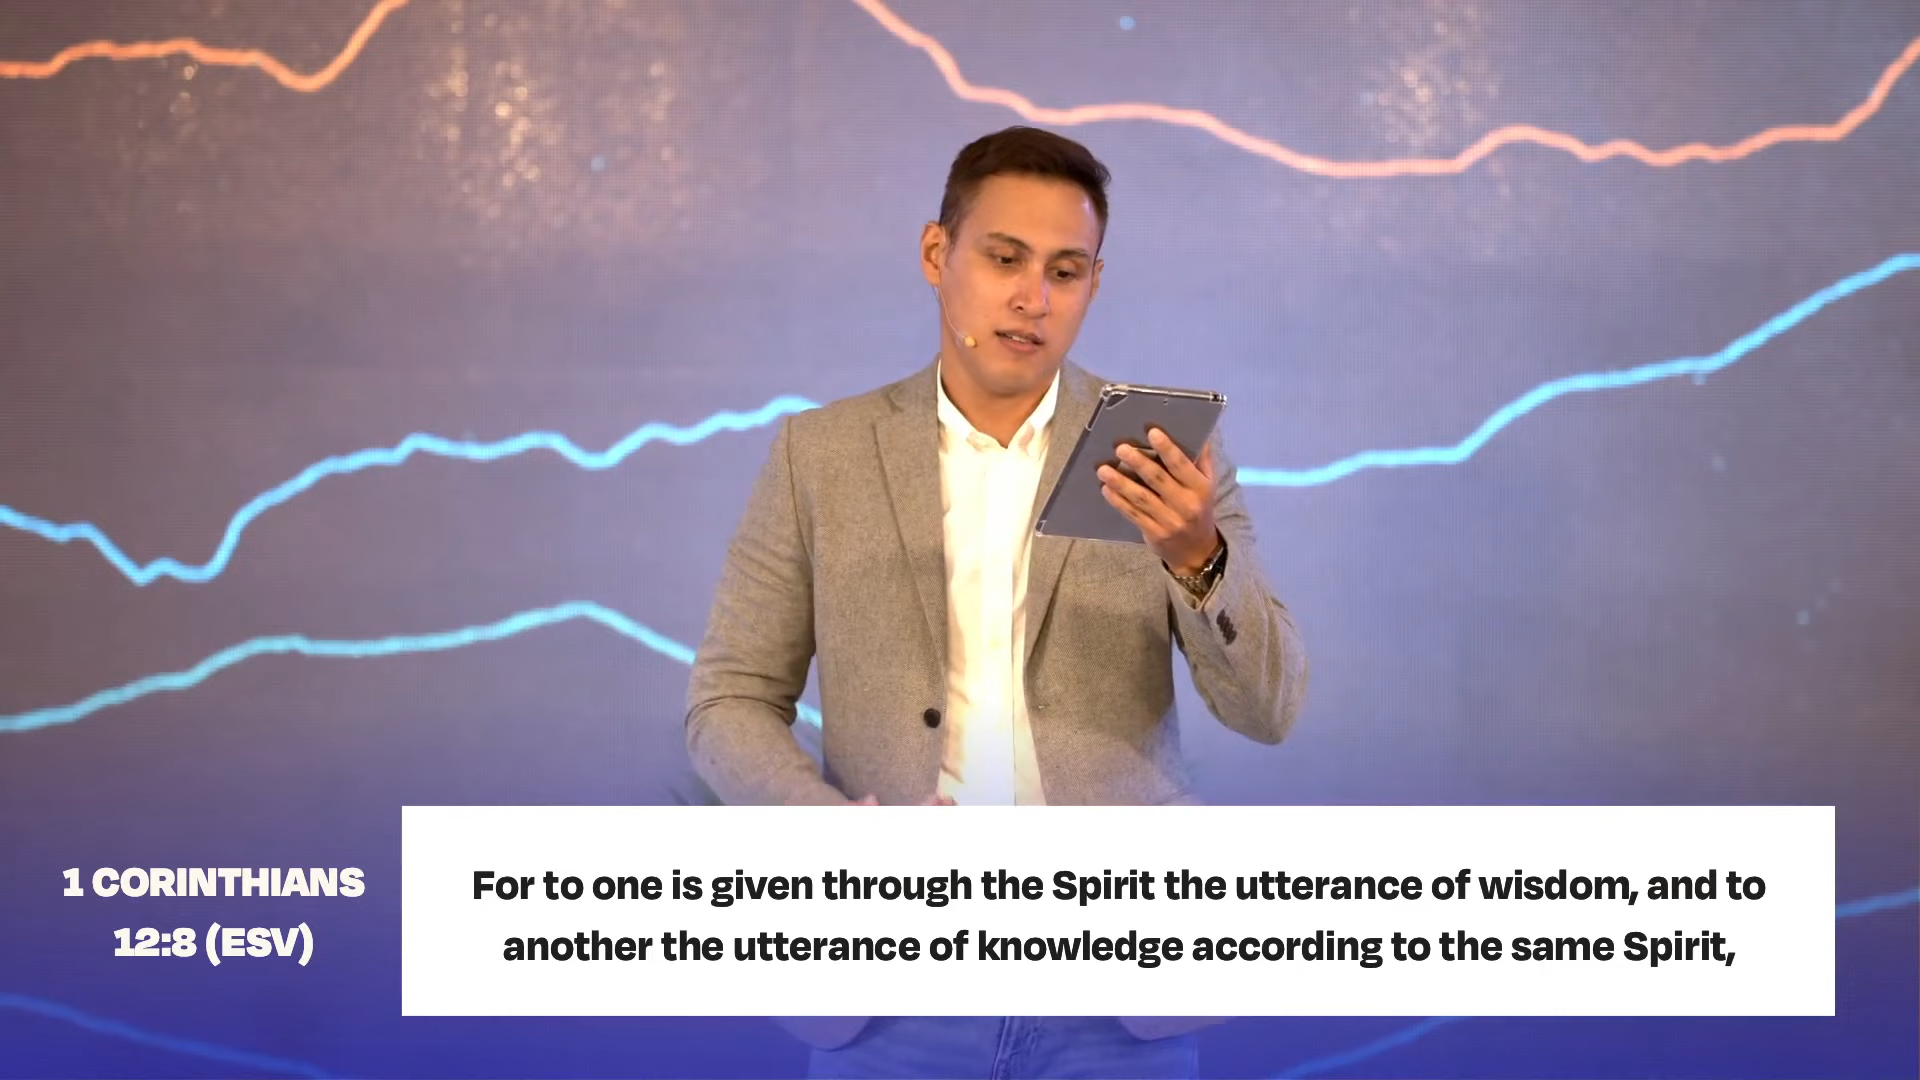 1 CORINTHIANS
12:8 (ESV)
For to one is given through the Spirit the utterance of wisdom, and to
another the utterance of knowledge according to the same Spirit,